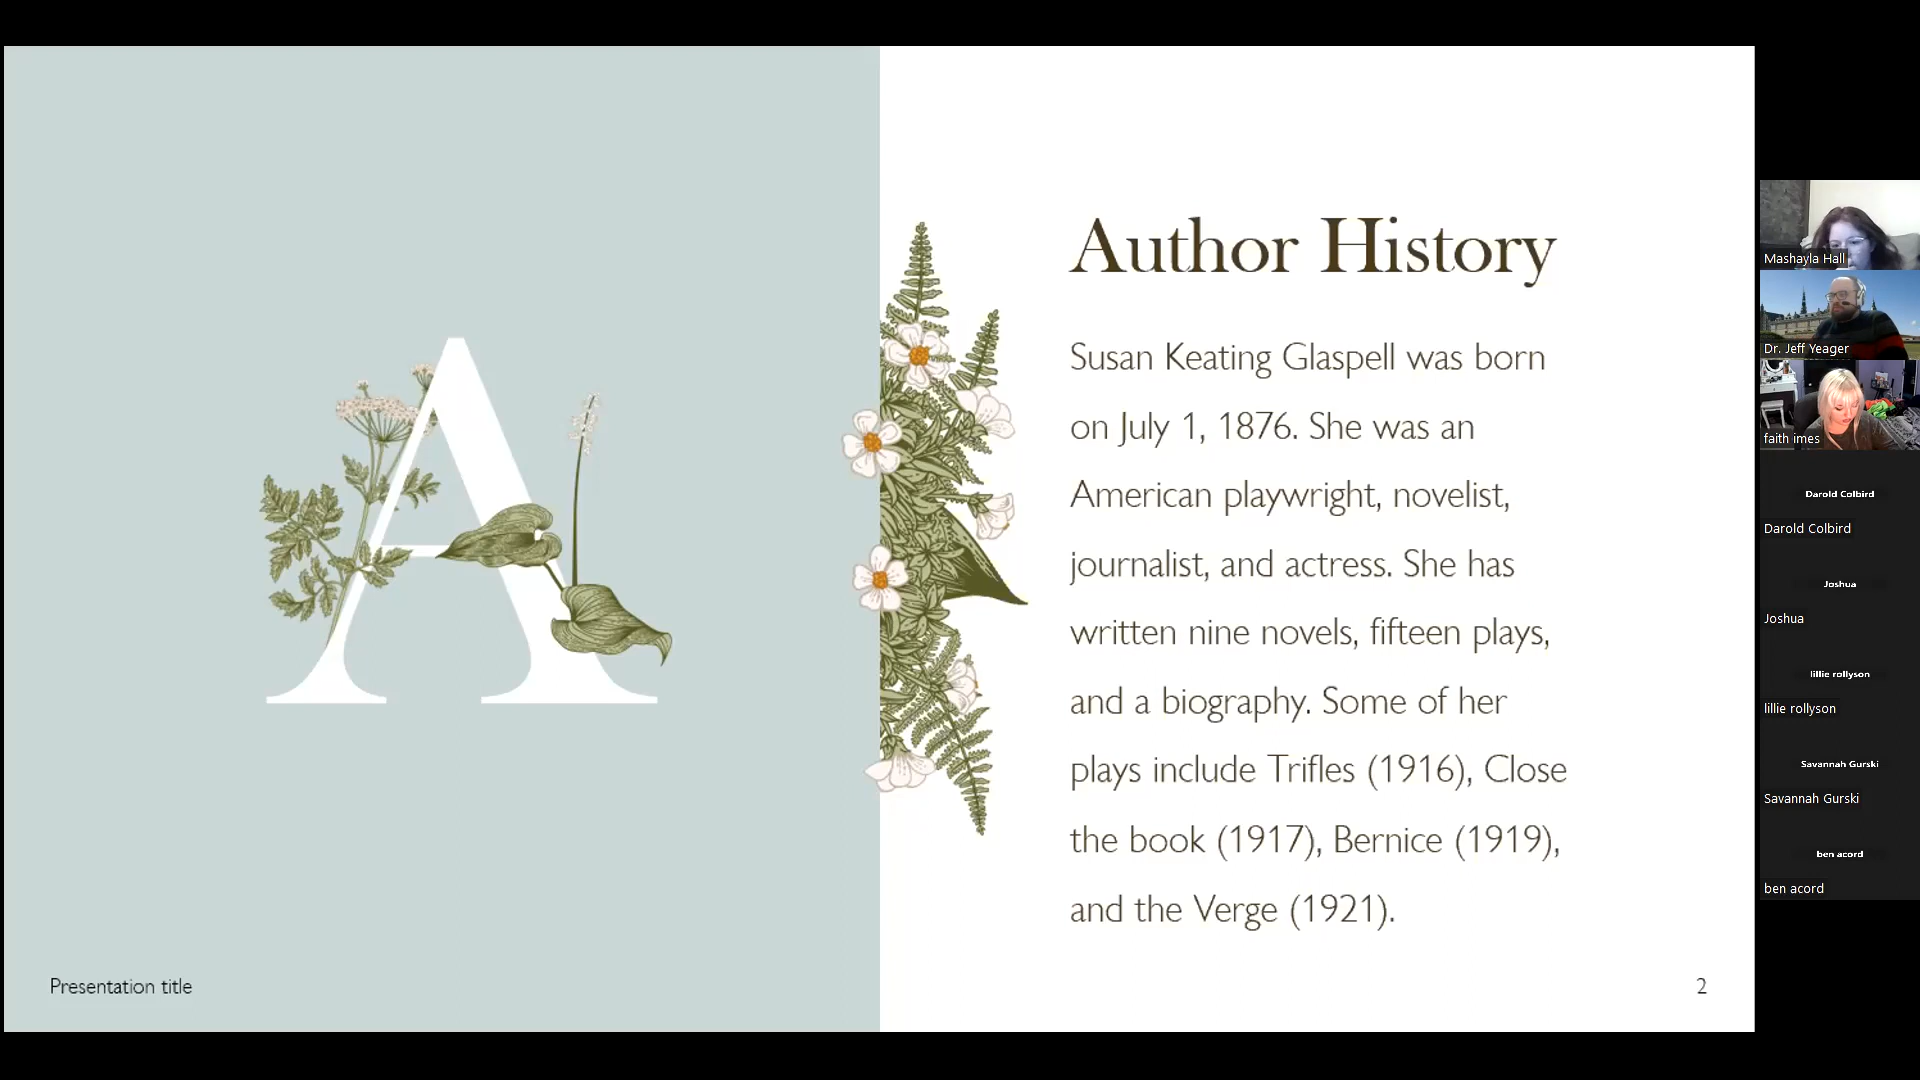 A
Author History
Susan Keating Glaspell was born
on July 1, 1876. She was an
American playwright, novelist,
journalist, and actress. She has
written nine novels, fifteen plays,
and a biography. Some of her
plays include Trifles (1916), Close
the book (1917), Bernice (1919),
and the Verge (1921).
Presentation title
2
Mashayla Hall
Dr. Jeff Yeager
faith imes
Darold Colbird
Darold Colbird
Joshua
Joshua
lillie rollyson
lillie rollyson
Savannah Gurski
Savannah Gurski
ben acord
ben acord